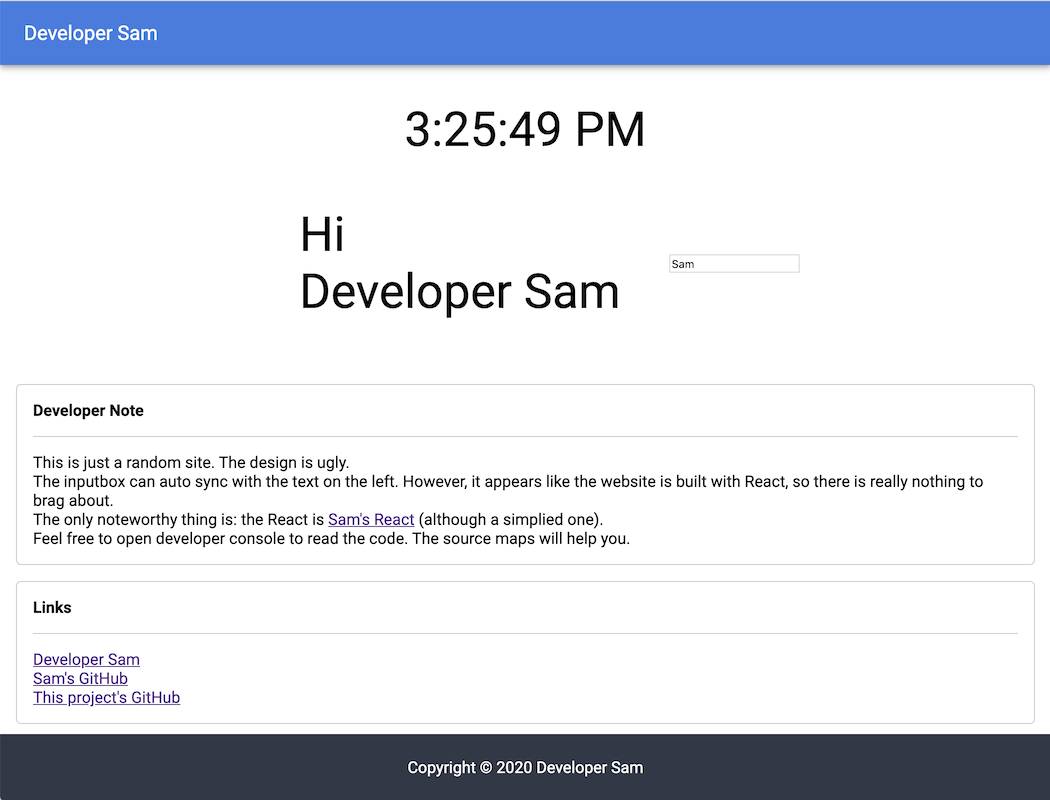 Developer Sam
3:25:49 PM
Hi
Developer Sam
Sam
Developer Note
This is just a random site. The design is ugly.
The inputbox can auto sync with the text on the left. However, it appears like the website is built with React, so there is really nothing to
brag about.
The only noteworthy thing is: the React is Sam's React (although a simplied one).
Feel free to open developer console to read the code. The source maps will help you.
Links
Developer Sam
Sam's GitHub
This project's GitHub
Copyright © 2020 Developer Sam